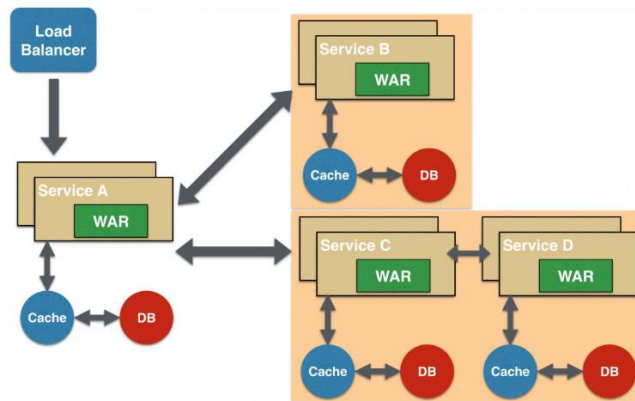 Load
Balancer
Service A
WAR
Cache
DB
Service B
WAR
Cache
DB
Service C
WAR
Cache
DB
Service D
WAR
Cache
DB